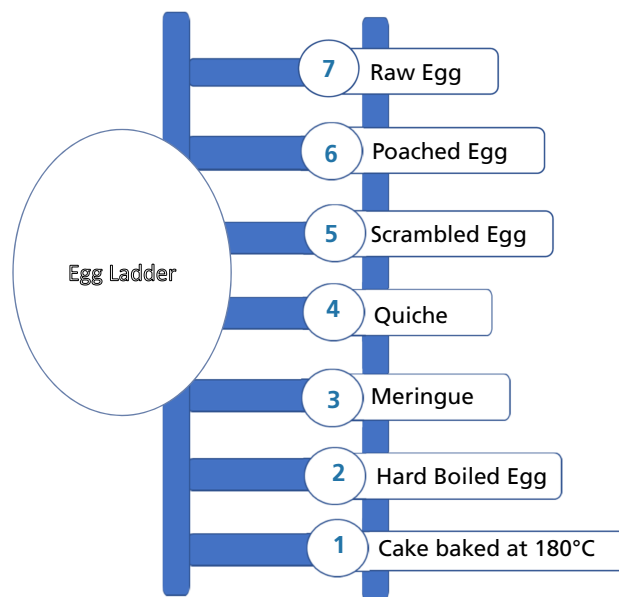 7 Raw Egg
6 Poached Egg
5 Scrambled Egg
Egg Ladder
4 Quiche
3 Meringue
2 Hard Boiled Egg
1 Cake baked at 180°C